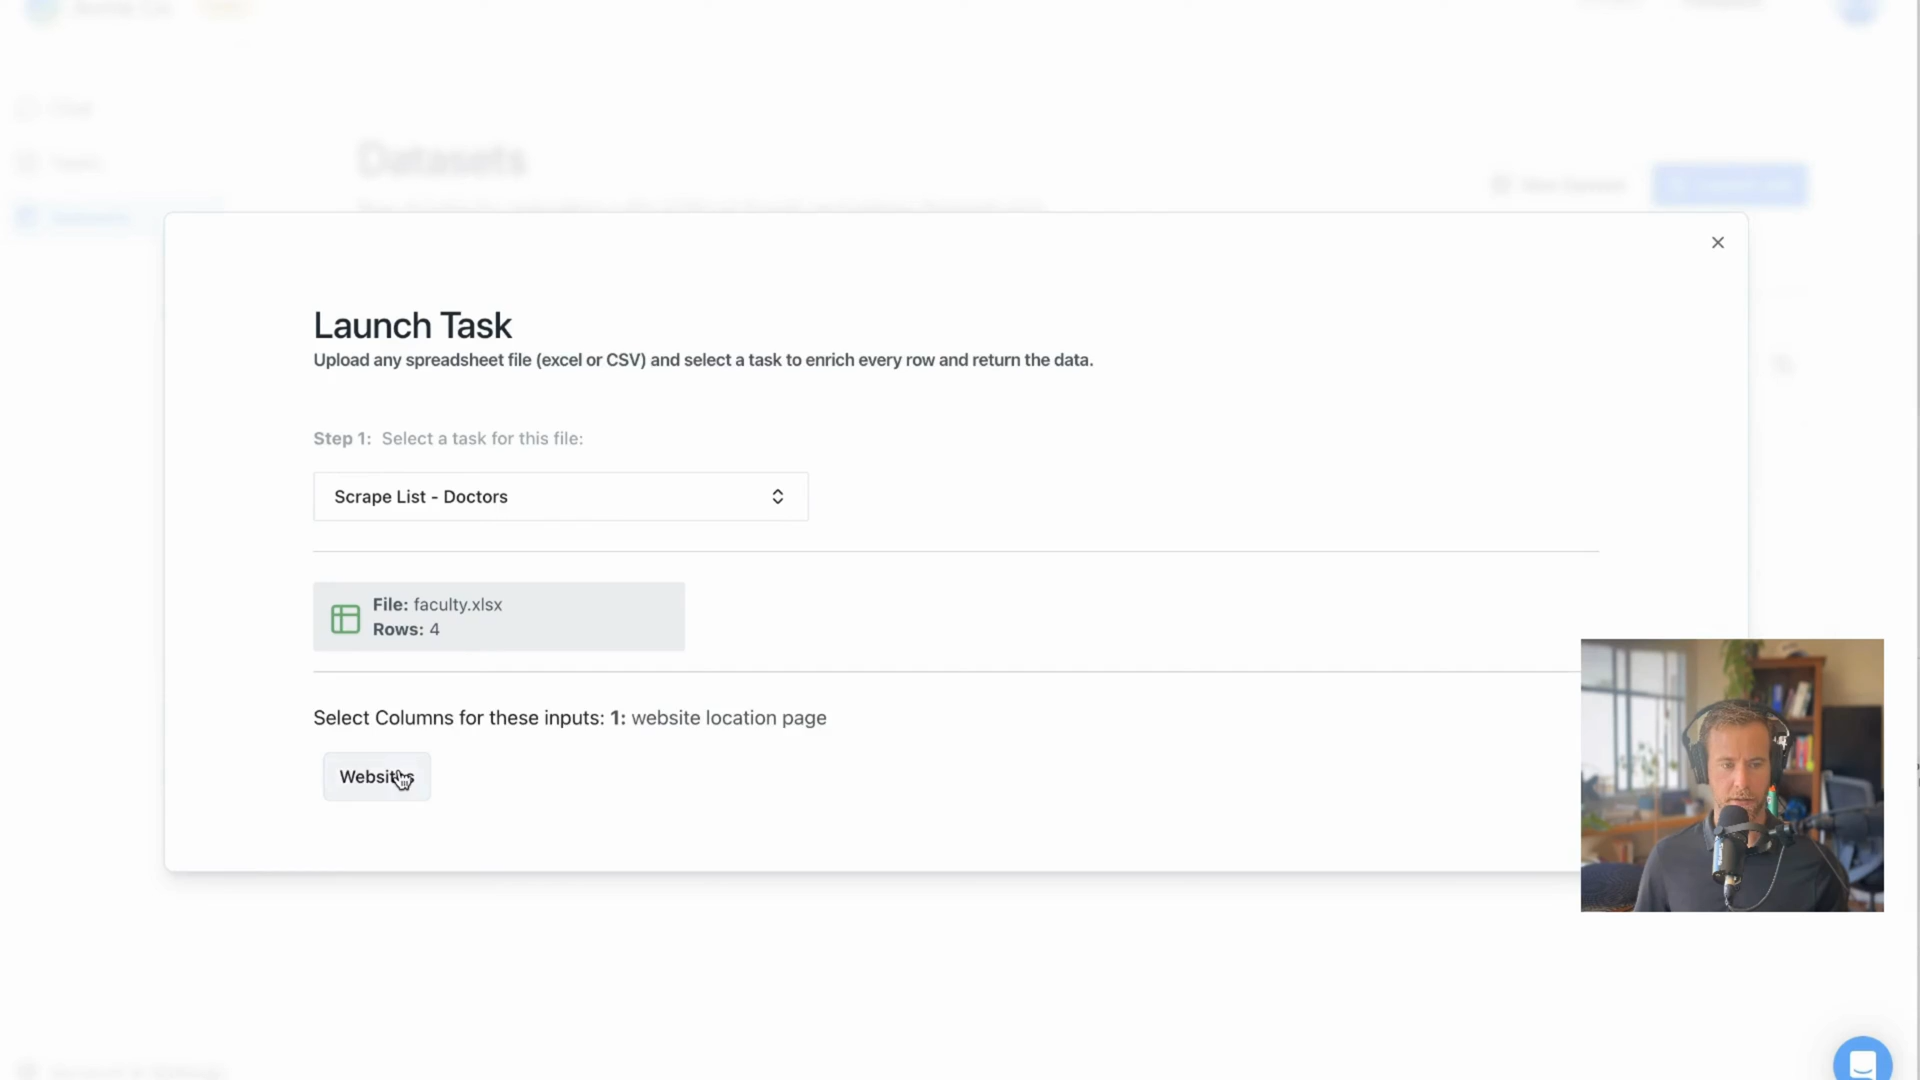 Datasets
Launch Task
Upload any spreadsheet file (excel or CSV) and select a task to enrich every row and return the data.
Step 1: Select a task for this file:
Scrape List - Doctors
File: faculty.xlsx
Rows: 4
Select Columns for these inputs: 1: website location page
Websites